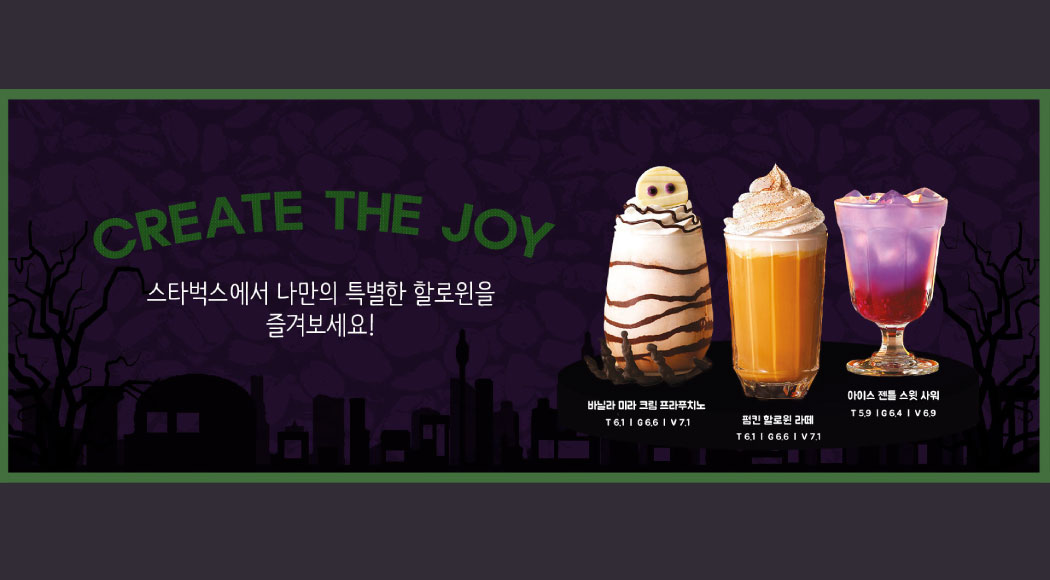 CREATE THE JOY
스타벅스에서 나만의 특별한 할로윈을
즐겨보세요!
바닐라 미라 크림 프라푸치노
T 6.1 I G 6.6 I V 7.1
펌킨 할로윈 라떼
T 6.1 I G 6.6 I V 7.1
아이스 젠틀 스윗 사워
T 5.9 I G 6.4 I V 6.9